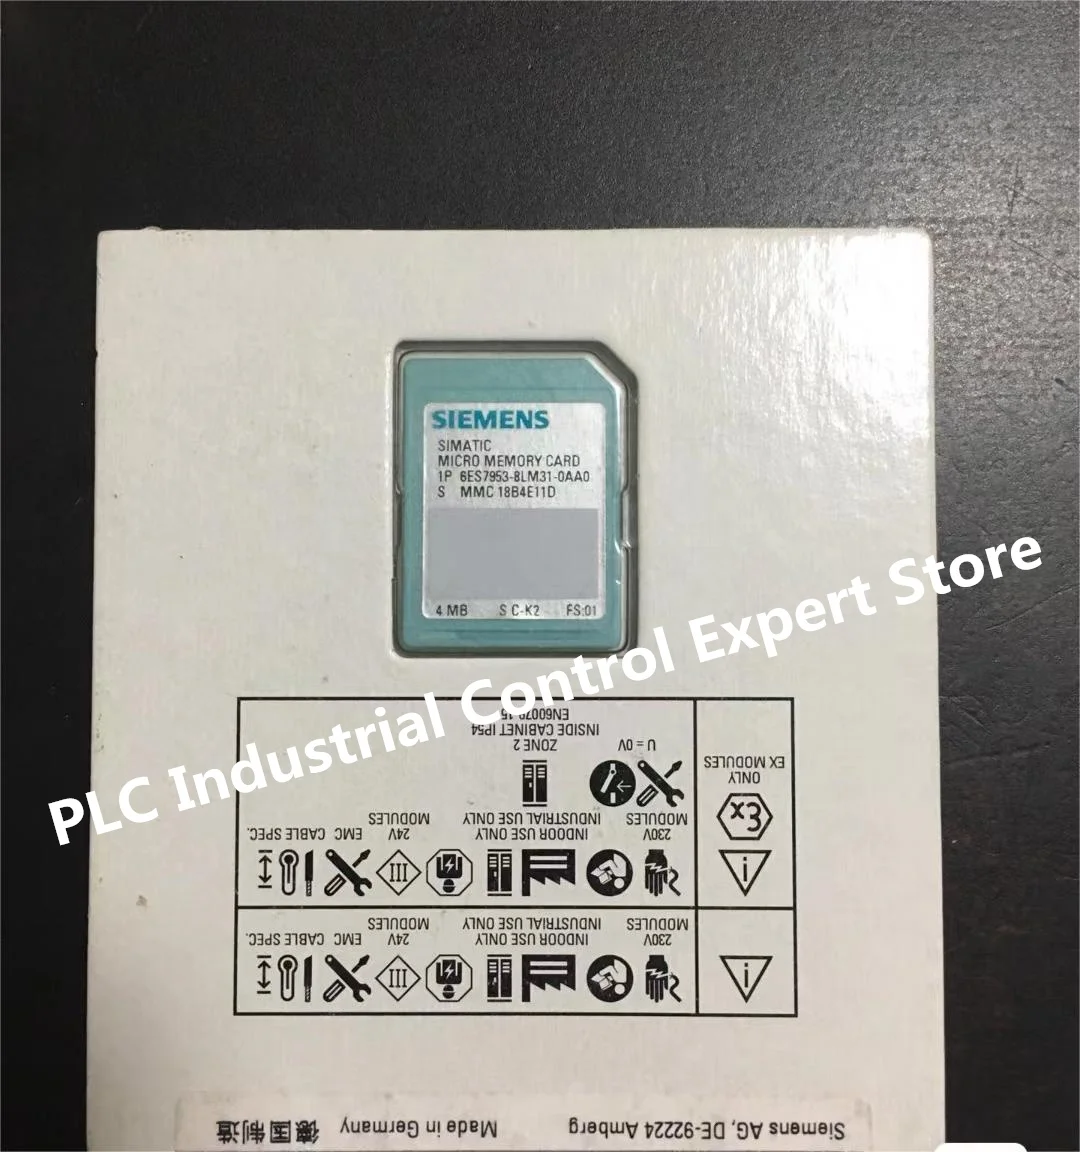 SIEMENS
SIMATIC
MICRO MEMORY CARD
1P 6ES7953-8LM31-0AA0
S MMC 18B4E11D
4 MB S C-K2 FS:01
PLC Industrial Control Expert Store
Siemens AG, DE-92224 Amberg Made in Germany 德国制造
230V
MODULES
INDOOR USE ONLY
INDUSTRIAL USE ONLY
24V
MODULES
EMC
CABLE SPEC.
III
230V
MODULES
INDOOR USE ONLY
INDUSTRIAL USE ONLY
24V
MODULES
EMC
CABLE SPEC.
III
Ex
ONLY
EX MODULES
U = 0V
ZONE 2
INSIDE CABINET IP54
EN60079-15